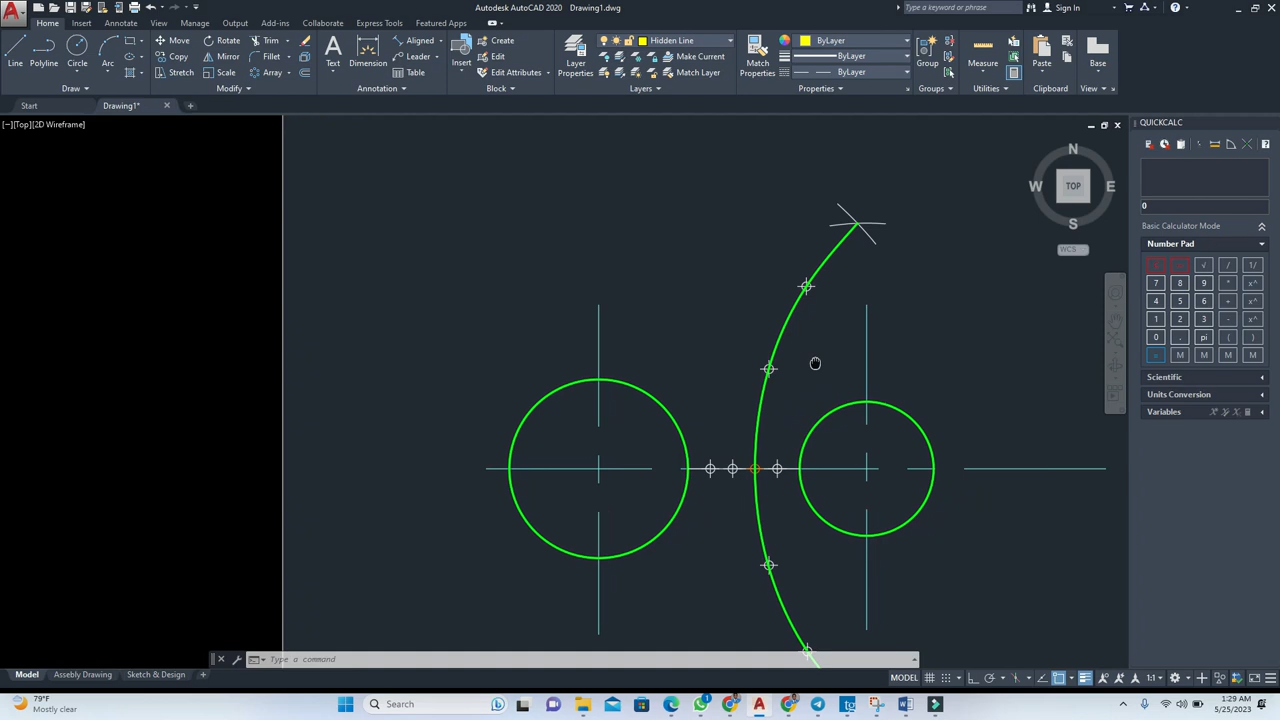 Autodesk AutoCAD 2020 Drawing1.dwg
Type a keyword or phrase
Sign In
Home Insert Annotate View Manage Output Add-ins Collaborate Express Tools Featured Apps
Line Polyline Circle Arc
Move Rotate Trim
Copy Mirror Fillet
Stretch Scale Array
Text Dimension
Aligned
Leader
Table
Insert
Create
Edit
Edit Attributes
Layer Properties
Hidden Line
Make Current
Match Layer
Match Properties
ByLayer
ByLayer
ByLayer
Group
Measure
Paste
Base
Draw Modify Annotation Block Layers Properties Groups Utilities Clipboard View
Start Drawing1*
[−][Top][2D Wireframe]
N
W TOP E
S
WCS
QUICKCALC
0
Basic Calculator Mode
Number Pad
√ / 1/
7 8 9 * x^
4 5 6 + x^
1 2 3 - x^
0 . pi ( )
= M M M M
Scientific
Units Conversion
Variables
Type a command
Model Assebly Drawing Sketch & Design +
MODEL
1:1
79°F
Mostly clear
Search
1:29 AM
5/25/2023